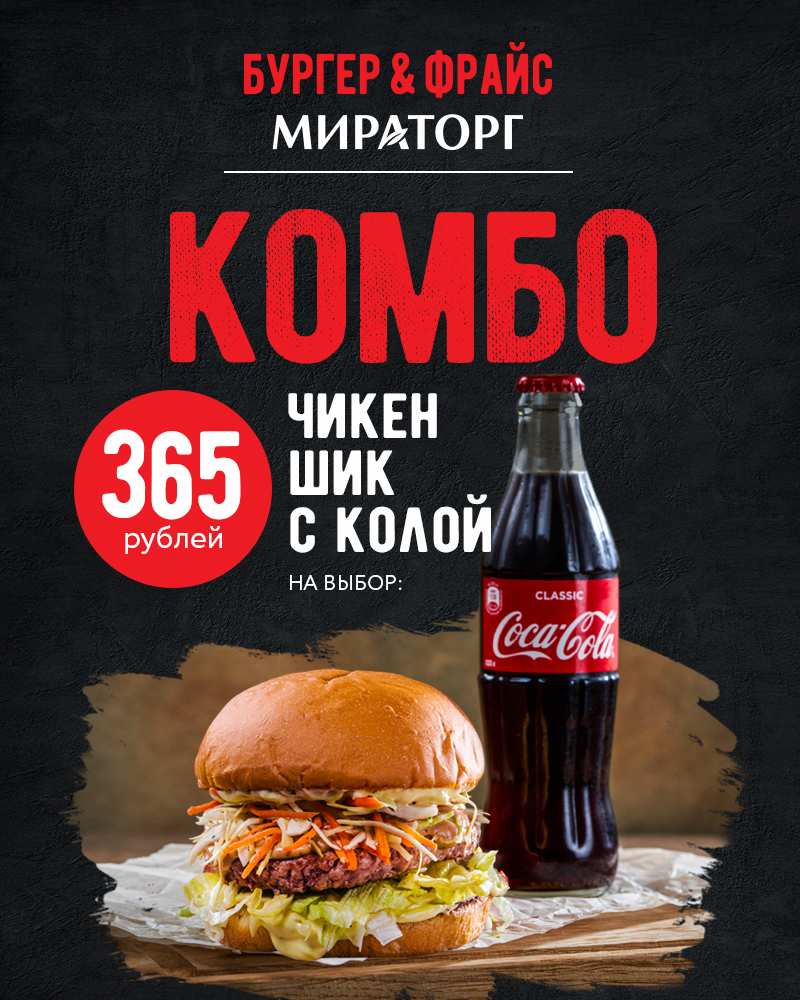 БУРГЕР & ФРАЙС
МИРАТОРГ
КОМБО
365
рублей
ЧИКЕН
ШИК
С КОЛОЙ
НА ВЫБОР:
CLASSIC
Coca-Cola